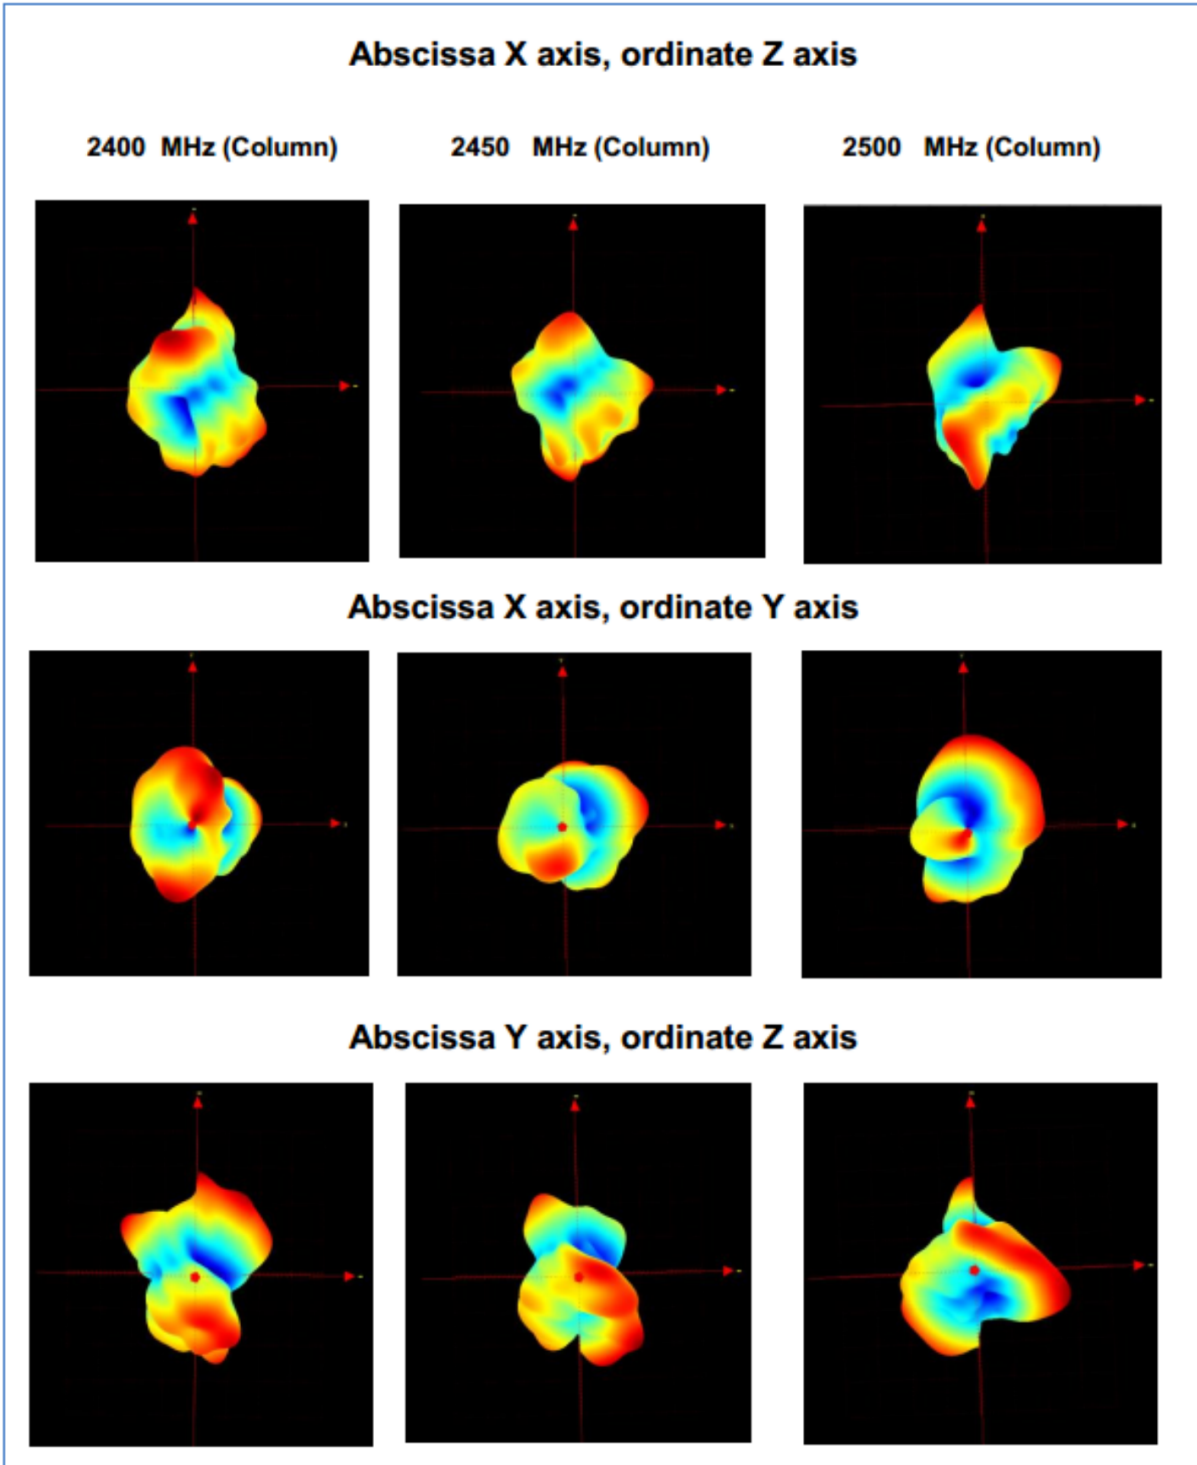 Abscissa X axis, ordinate Z axis
2400 MHz (Column) 2450 MHz (Column) 2500 MHz (Column)
Abscissa X axis, ordinate Y axis
Abscissa Y axis, ordinate Z axis